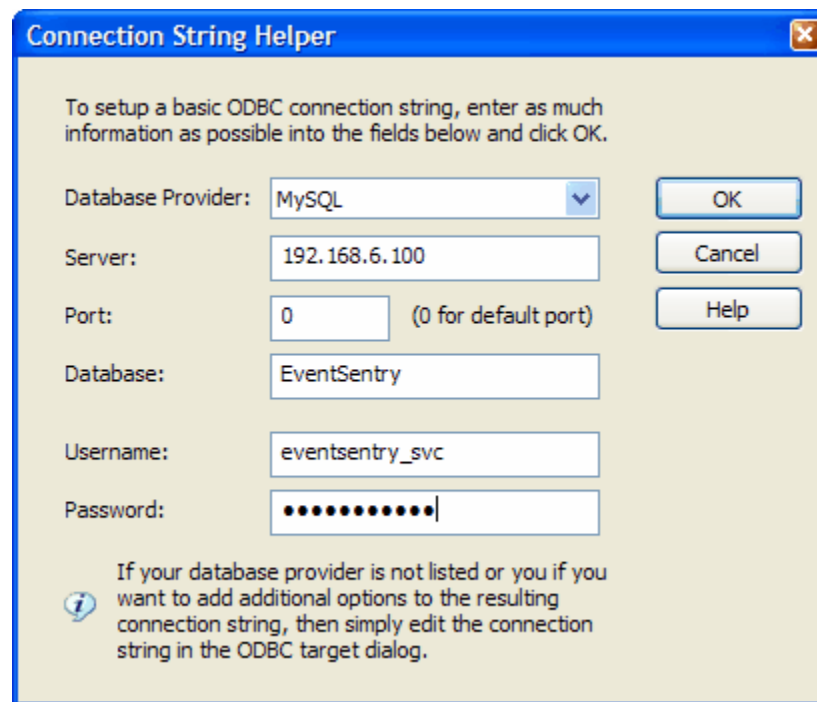 Connection String Helper
To setup a basic ODBC connection string, enter as much
information as possible into the fields below and click OK.
Database Provider: MySQL OK
Server: 192.168.6.100 Cancel
Port: 0 (0 for default port) Help
Database: EventSentry
Username: eventsentry_svc
Password: ●●●●●●●●●●●
If your database provider is not listed or you if you
want to add additional options to the resulting
connection string, then simply edit the connection
string in the ODBC target dialog.